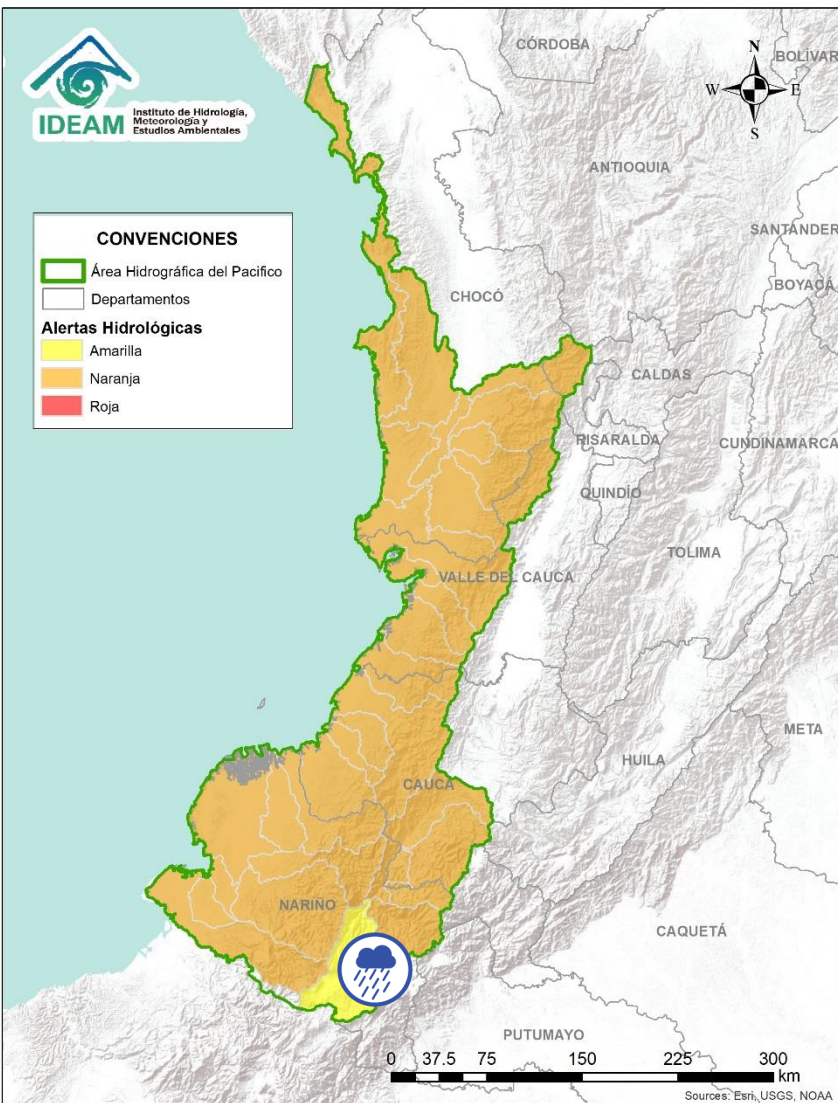 IDEAM
Instituto de Hidrología,
Meteorología y
Estudios Ambientales
N
W
E
S
CONVENCIONES
Área Hidrográfica del Pacifico
Departamentos
Alertas Hidrológicas
Amarilla
Naranja
Roja
CÓRDOBA
BOLÍVAR
ANTIOQUIA
SANTANDER
BOYACÁ
CHOCÓ
CALDAS
RISARALDA
CUNDINAMARCA
QUINDÍO
TOLIMA
VALLE DEL CAUCA
META
HUILA
CAUCA
NARIÑO
CAQUETÁ
PUTUMAYO
0 37.5 75 150 225 300
km
Sources: Esri, USGS, NOAA